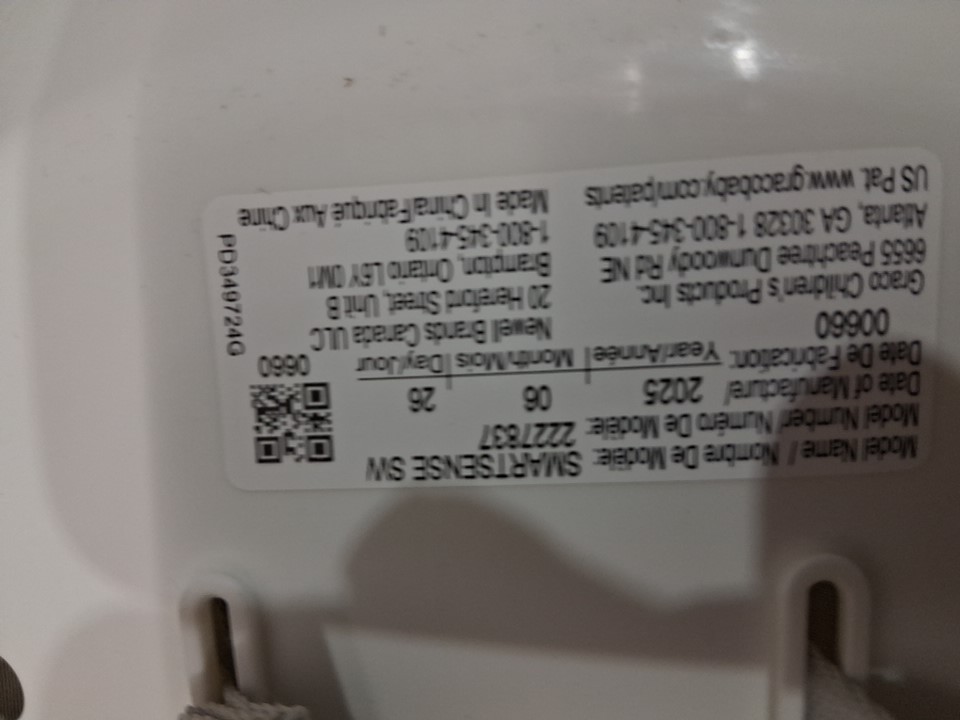 Model Name / Nombre De Modèle: SMARTSENSE SW
Model Number/ Numéro De Modèle: 2227837
Date of Manufacture/ 2025 06 26
Date De Fabrication: Year/Année Month/Mois Day/Jour
00660
0660
Graco Children's Products Inc.
6655 Peachtree Dunwoody Rd NE
Atlanta, GA 30328 1-800-345-4109
US Pat. www.gracobaby.com/patents
Newell Brands Canada ULC
20 Hereford Street, Unit B
Brampton, Ontario L6Y 0M1
1-800-345-4109
Made In China/Fabriqué Aux Chine
PD349724G